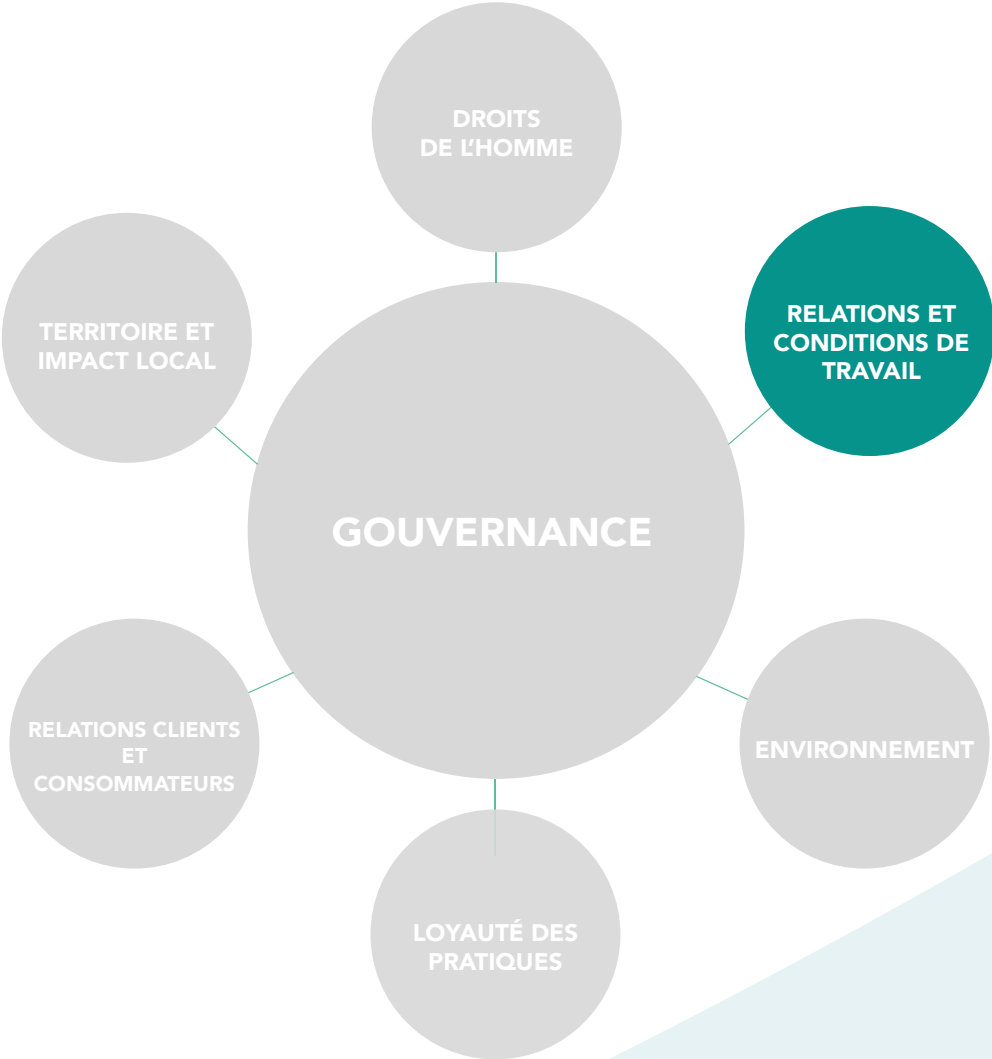 DROITS
DE L'HOMME
TERRITOIRE ET
IMPACT LOCAL
RELATIONS ET
CONDITIONS DE
TRAVAIL
GOUVERNANCE
RELATIONS CLIENTS
ET
CONSOMMATEURS
ENVIRONNEMENT
LOYAUTÉ DES
PRATIQUES